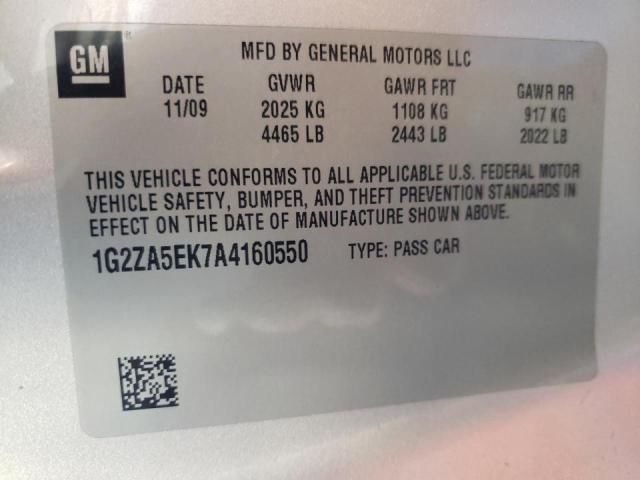 GM
MFD BY GENERAL MOTORS LLC
DATE GVWR GAWR FRT GAWR RR
11/09 2025 KG 1108 KG 917 KG
4465 LB 2443 LB 2022 LB
THIS VEHICLE CONFORMS TO ALL APPLICABLE U.S. FEDERAL MOTOR
VEHICLE SAFETY, BUMPER, AND THEFT PREVENTION STANDARDS IN
EFFECT ON THE DATE OF MANUFACTURE SHOWN ABOVE.
1G2ZA5EK7A4160550 TYPE: PASS CAR